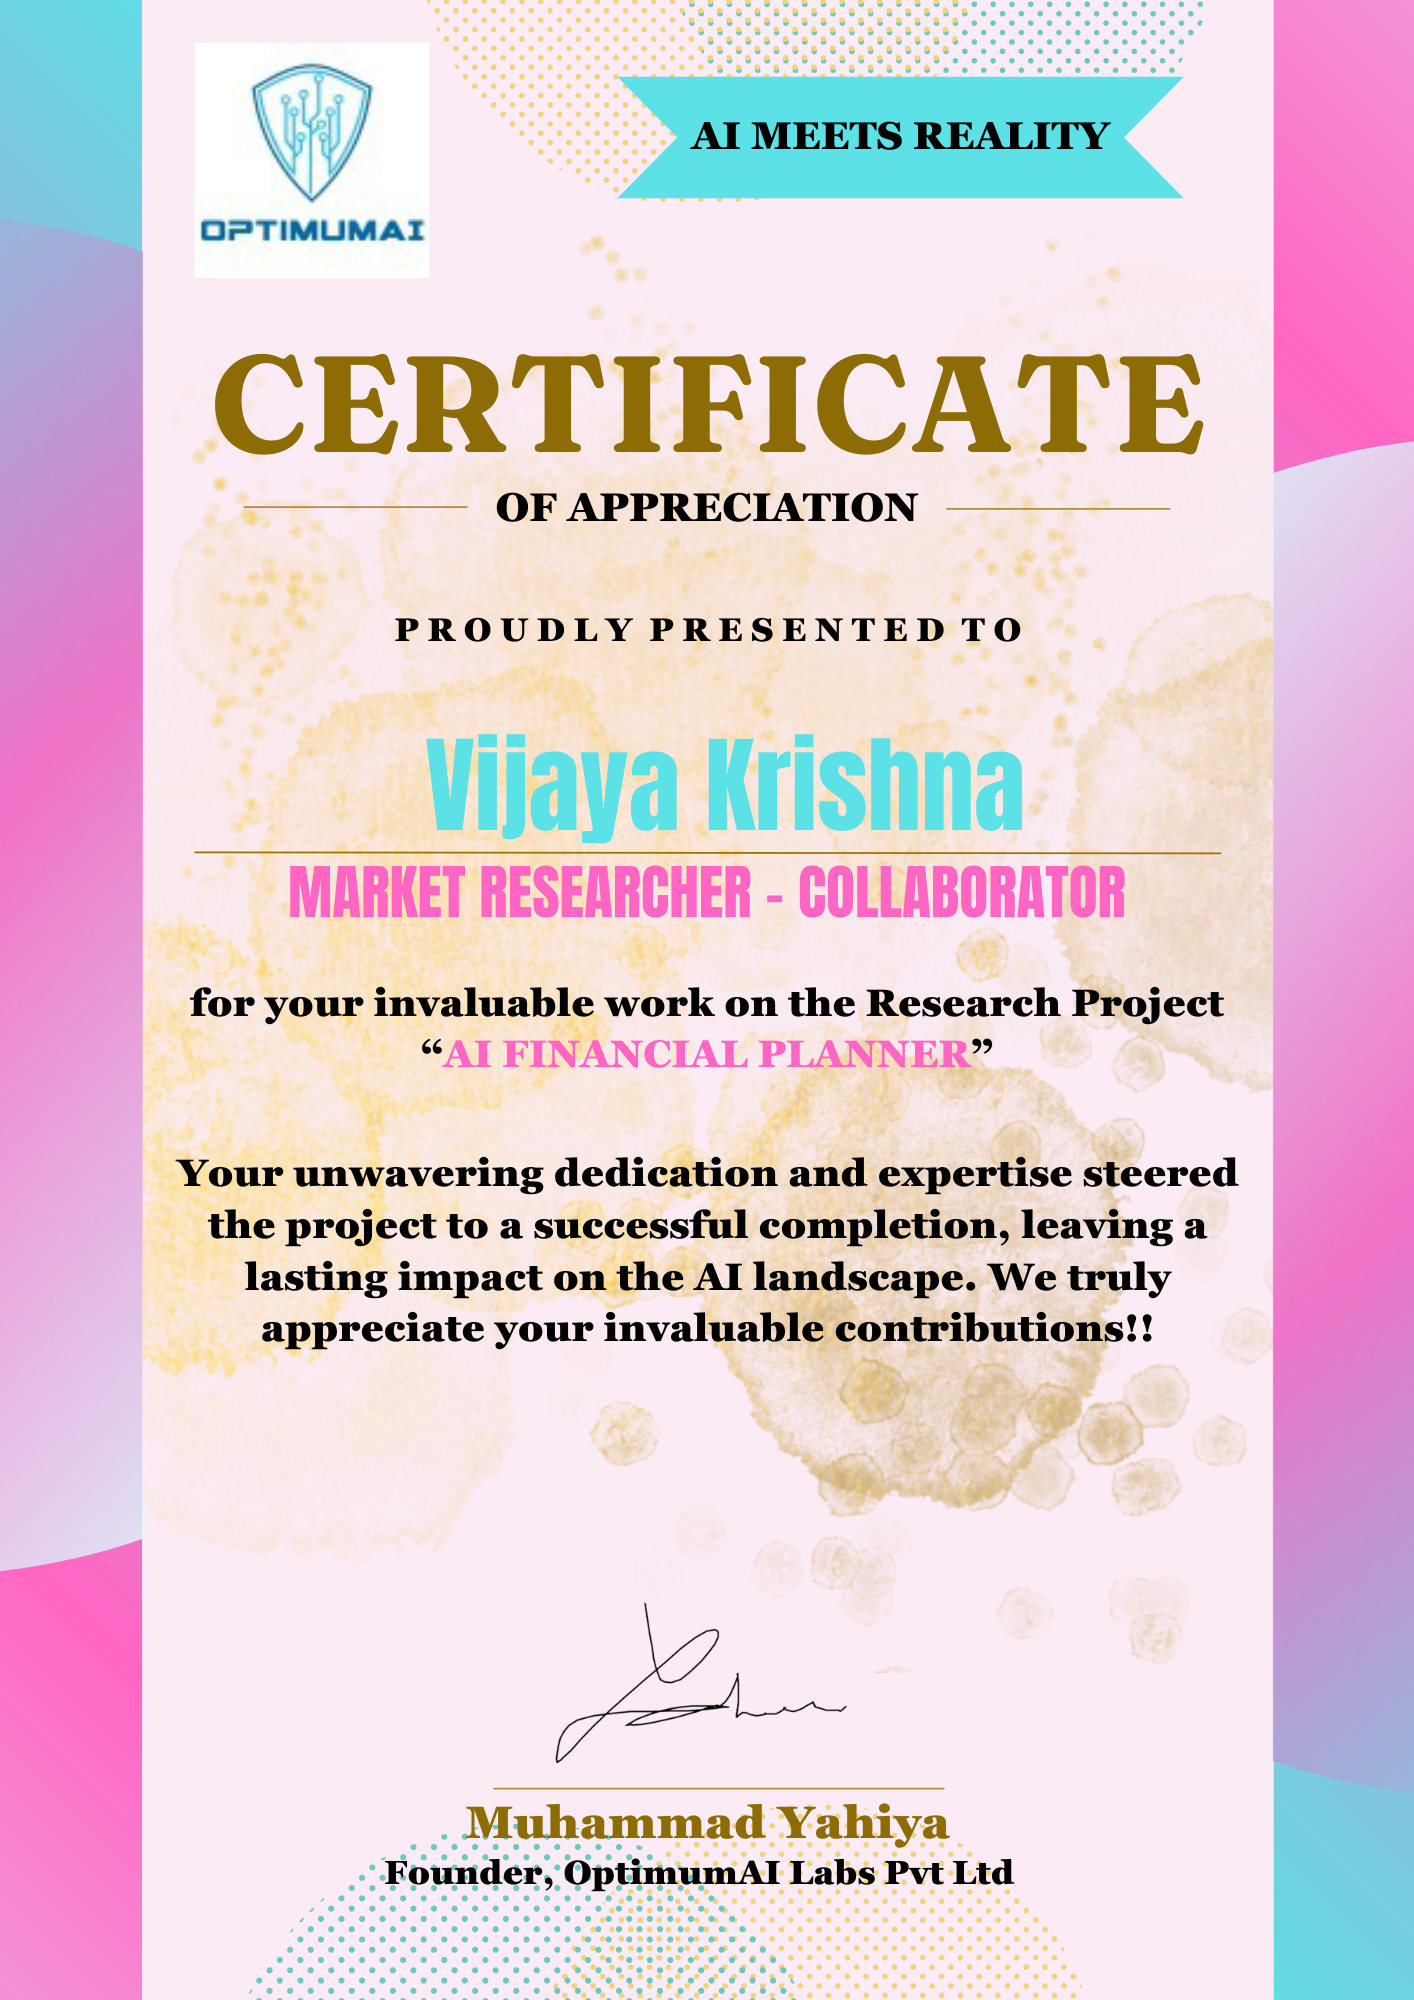 OPTIMUMAI
AI MEETS REALITY
CERTIFICATE
OF APPRECIATION
PROUDLY PRESENTED TO
Vijaya Krishna
MARKET RESEARCHER - COLLABORATOR
for your invaluable work on the Research Project
“AI FINANCIAL PLANNER”
Your unwavering dedication and expertise steered
the project to a successful completion, leaving a
lasting impact on the AI landscape. We truly
appreciate your invaluable contributions!!
Muhammad Yahiya
Founder, OptimumAI Labs Pvt Ltd